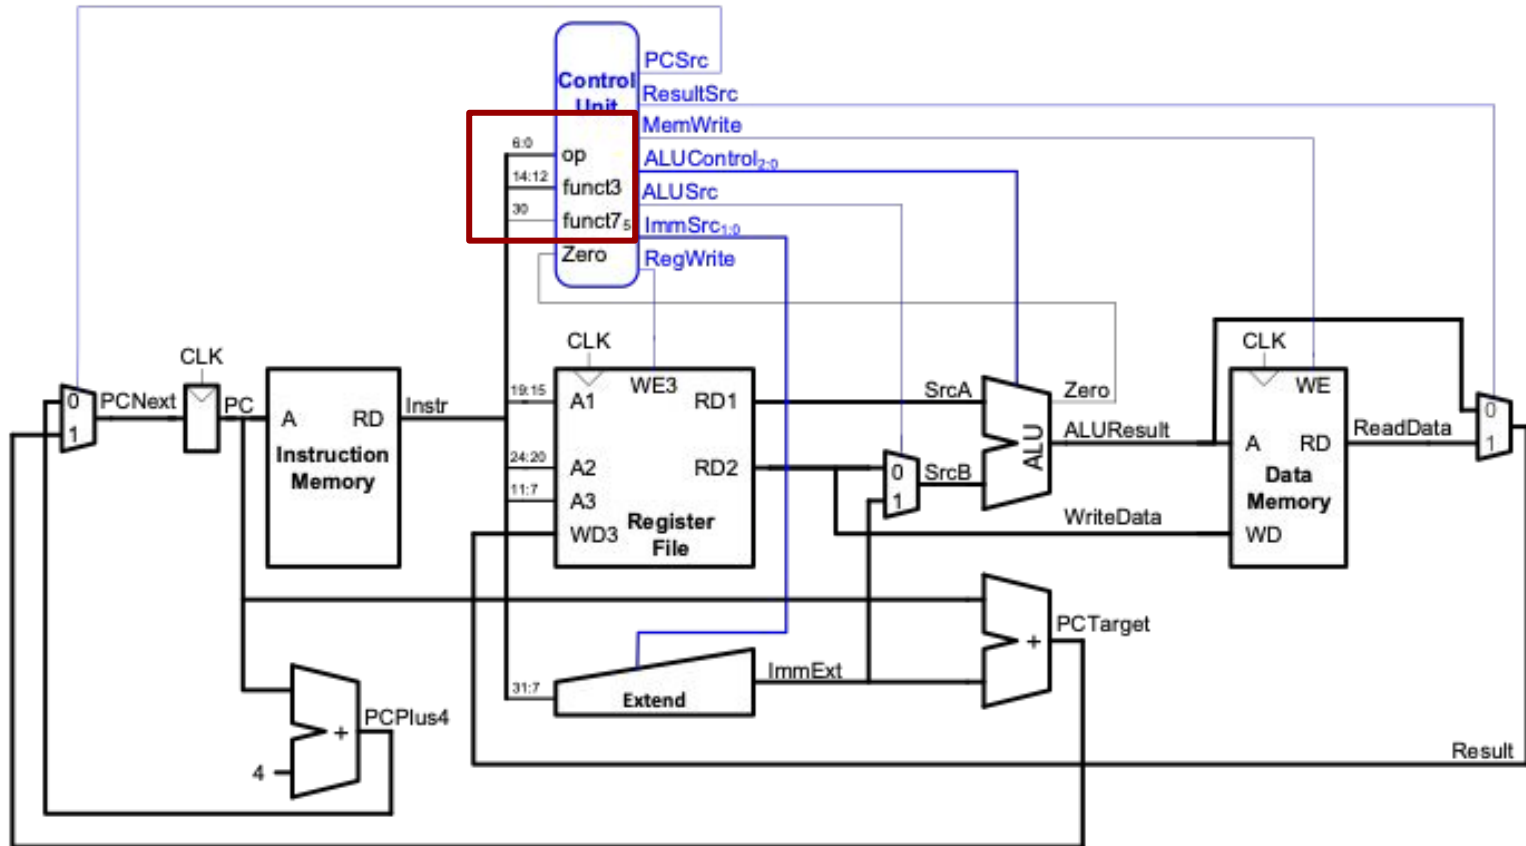 PCSrc
Control
Unit
ResultSrc
MemWrite
6:0
op
ALUControl2:0
14:12
funct3
ALUSrc
30
funct75
ImmSrc1:0
Zero
RegWrite
CLK
CLK
CLK
0
1
PCNext
PC
A
RD
Instruction
Memory
Instr
19:15
A1
WE3
RD1
24:20
A2
RD2
11:7
A3
WD3
Register
File
SrcA
0
1
SrcB
ALU
Zero
ALUResult
WriteData
WE
A
RD
Data
Memory
WD
ReadData
0
1
+
PCTarget
31:7
Extend
ImmExt
+
PCPlus4
4
Result